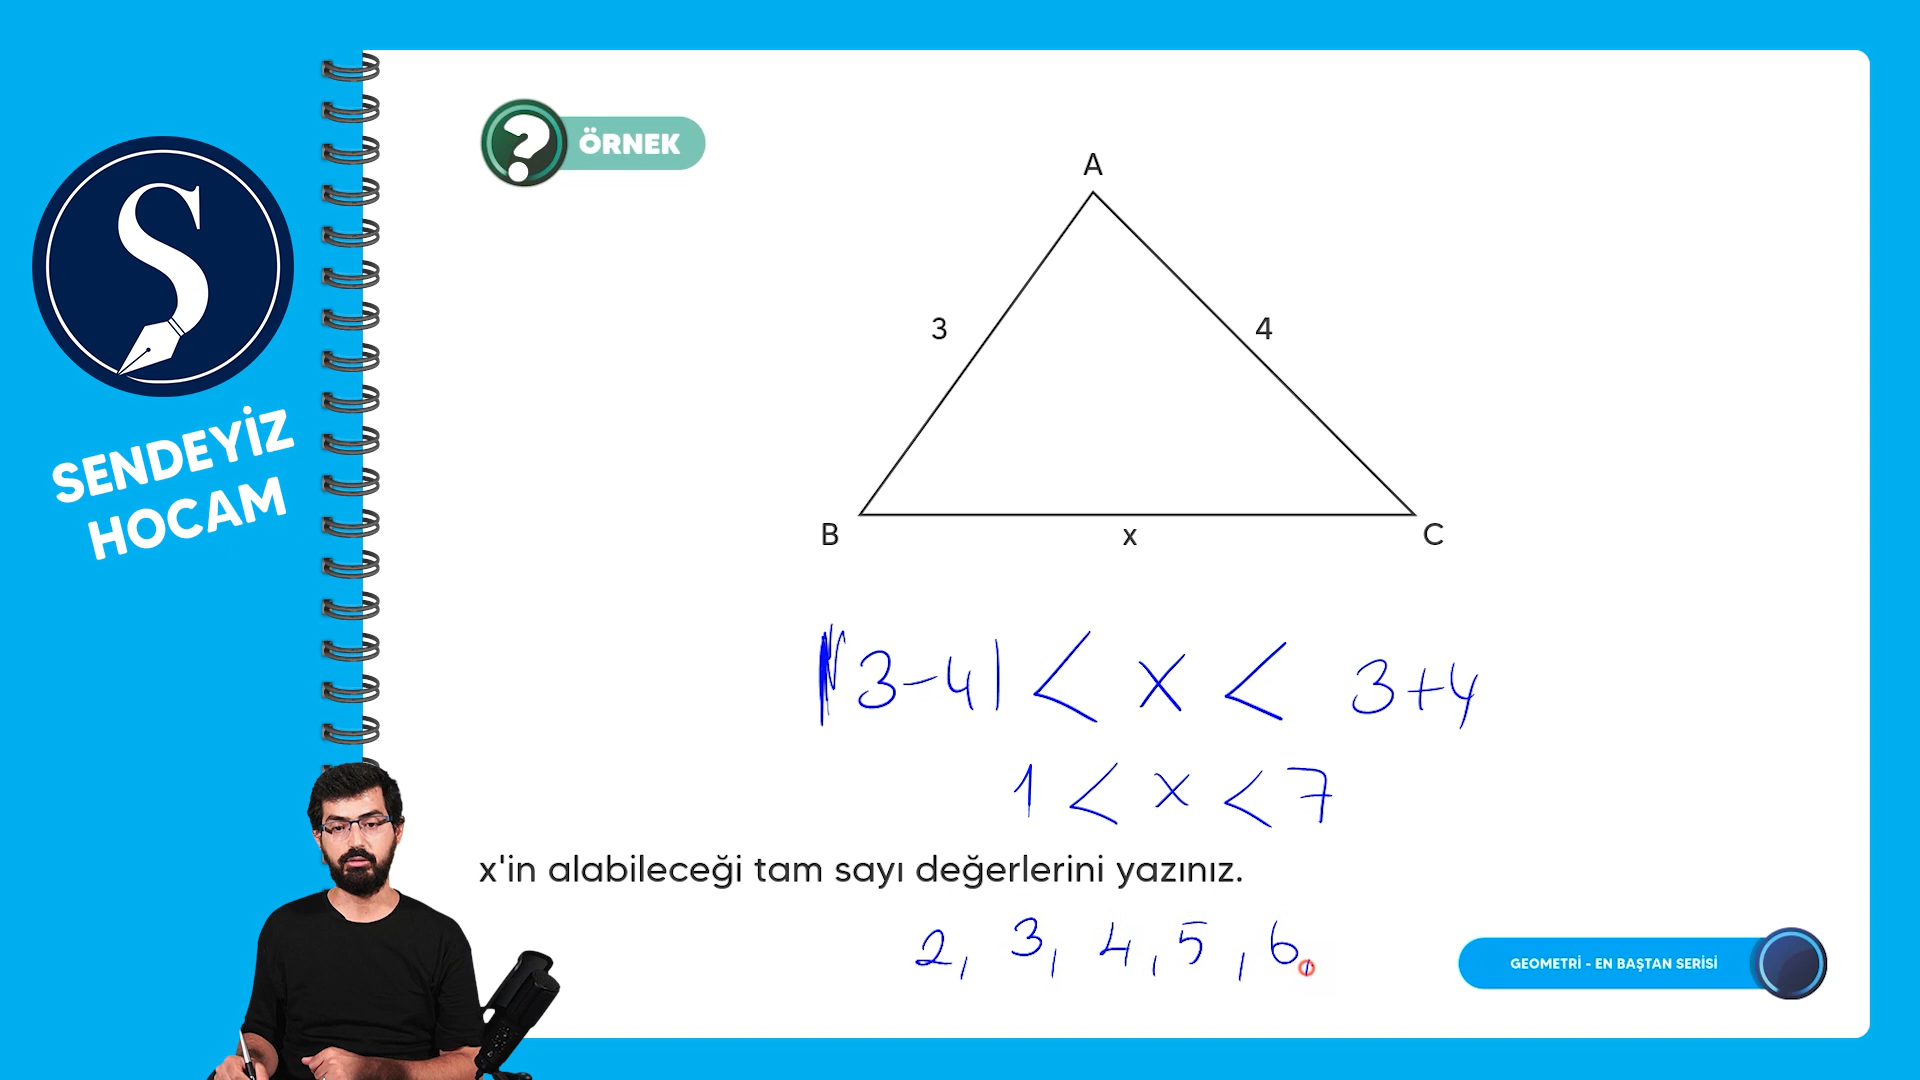 SENDEYİZ
HOCAM
? ÖRNEK
A
3
4
B
x
C
|3-4| < x < 3+4
1 < x < 7
x'in alabileceği tam sayı değerlerini yazınız.
2, 3, 4, 5, 6,
GEOMETRİ - EN BAŞTAN SERİSİ